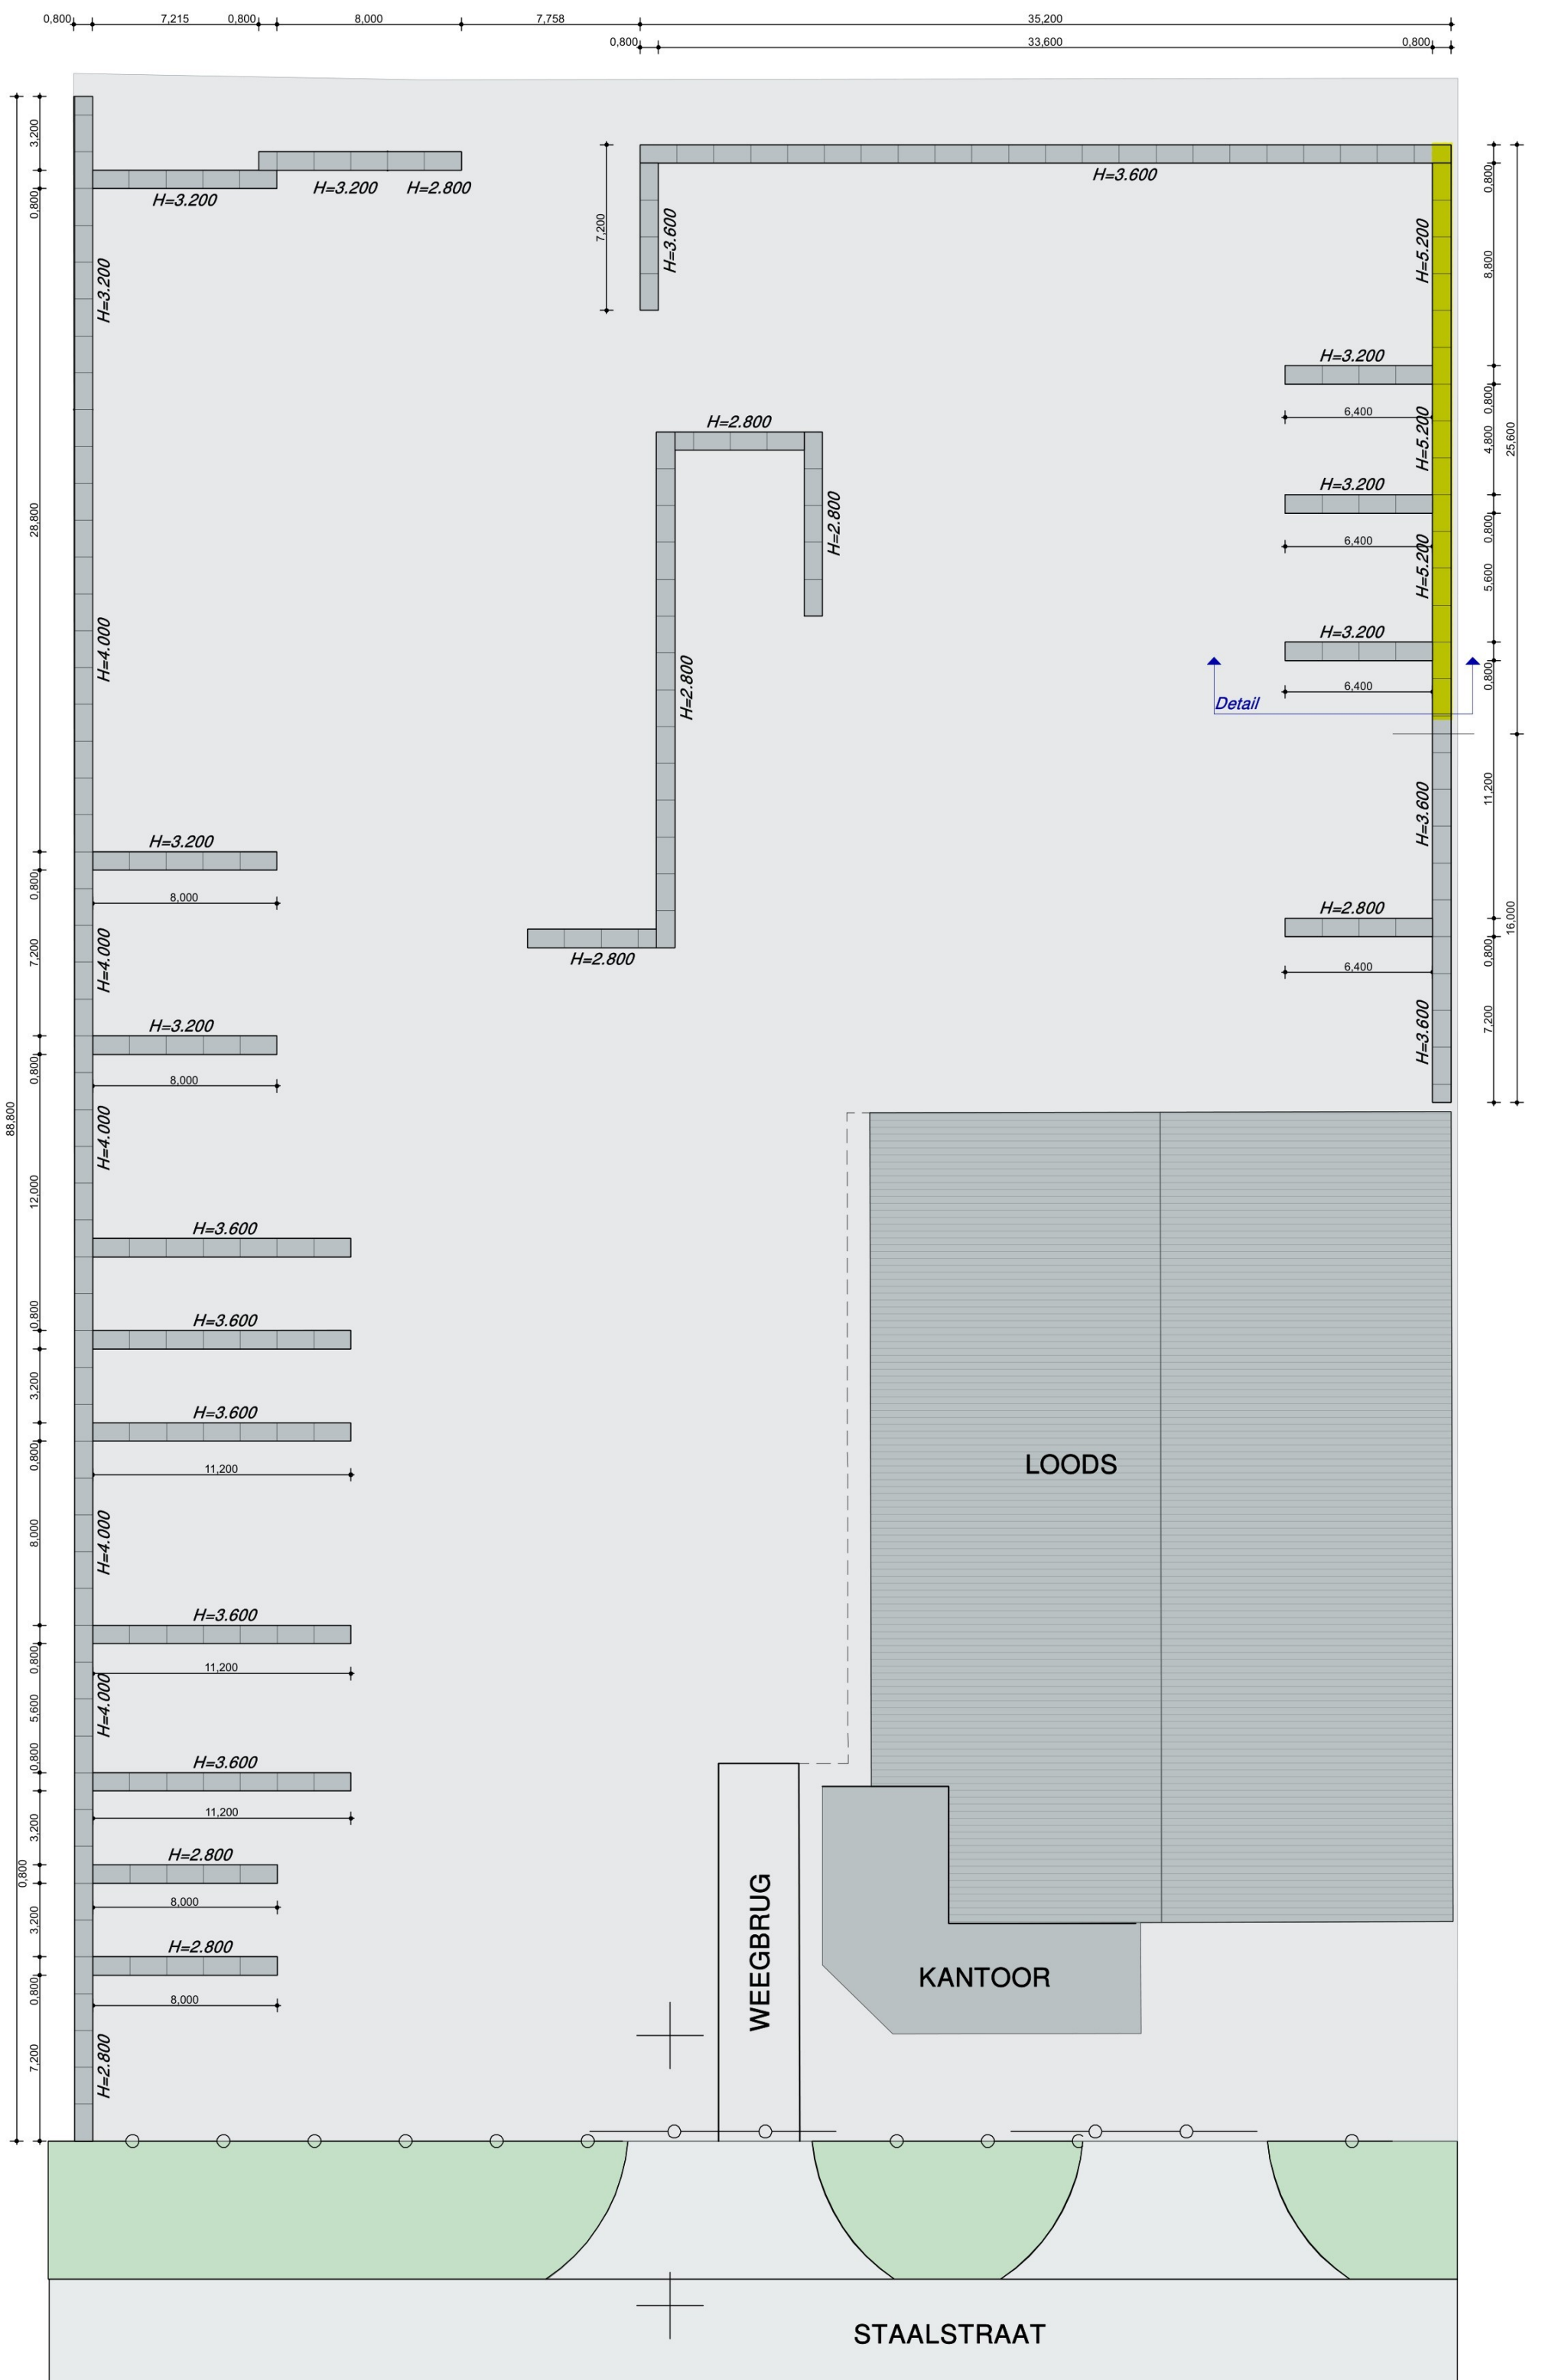 0,800 7,215 0,800 8,000 7,758 35,200
0,800 33,600 0,800
3,200
0,800
H=3.200
H=3.200 H=2.800
H=3.200
28,800
H=4.000
H=3.600
7,200
H=3.600
H=5.200
0,800
8,800
H=3.200
6,400
0,800
H=5.200
4,800
25,600
H=3.200
6,400
0,800
H=5.200
5,600
H=3.200
6,400
0,800
Detail
H=2.800
H=2.800
H=2.800
H=2.800
H=3.600
11,200
16,000
H=2.800
6,400
0,800
H=3.600
7,200
H=3.200
0,800
8,000
H=4.000
7,200
H=3.200
0,800
8,000
88,800
H=4.000
12,000
H=3.600
0,800
H=3.600
3,200
H=3.600
0,800
11,200
8,000
H=4.000
H=3.600
0,800
11,200
H=4.000
5,600
0,800
H=3.600
11,200
3,200
H=2.800
0,800
8,000
3,200
H=2.800
0,800
8,000
7,200
H=2.800
LOODS
WEEGBRUG
KANTOOR
STAALSTRAAT